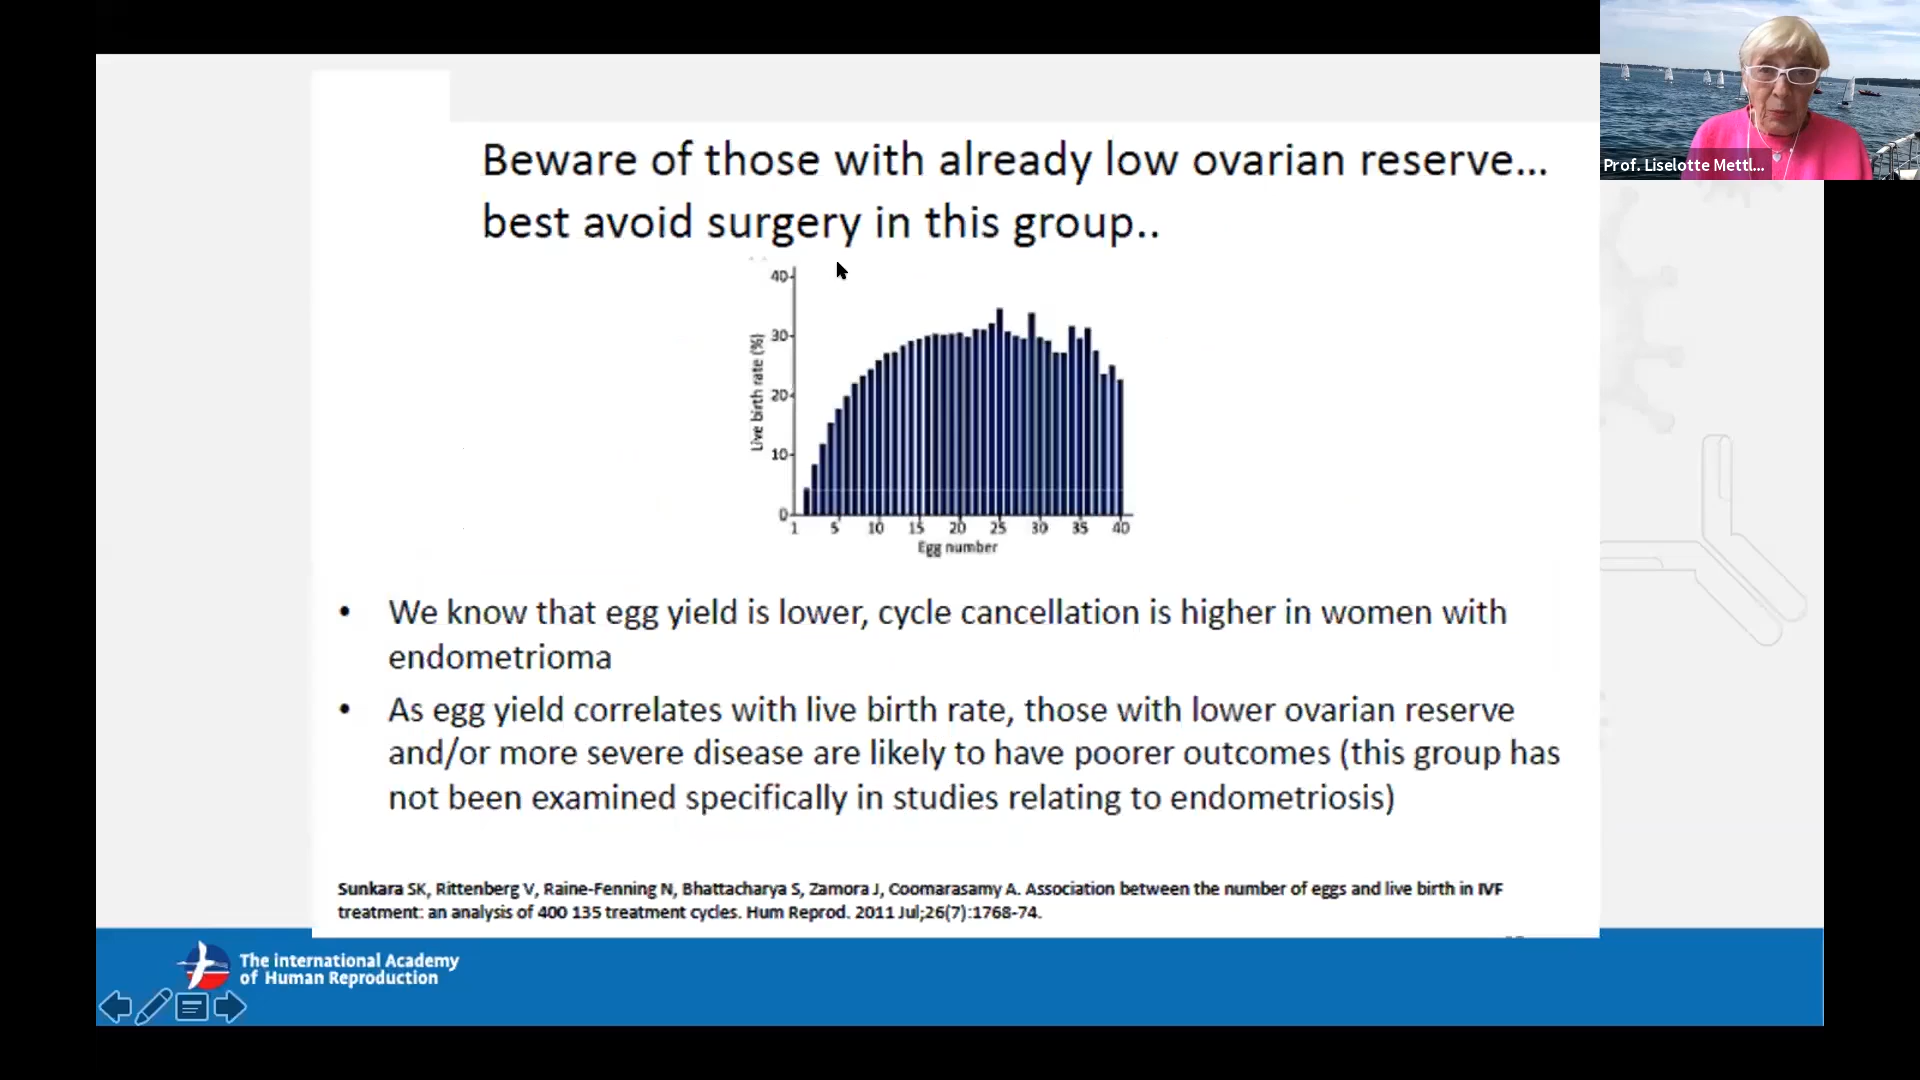 Prof. Liselotte Mettl...
Beware of those with already low ovarian reserve...
best avoid surgery in this group..
40
30
20
10
0
Live birth rate (%)
1 5 10 15 20 25 30 35 40
Egg number
• We know that egg yield is lower, cycle cancellation is higher in women with
endometrioma
• As egg yield correlates with live birth rate, those with lower ovarian reserve
and/or more severe disease are likely to have poorer outcomes (this group has
not been examined specifically in studies relating to endometriosis)
Sunkara SK, Rittenberg V, Raine-Fenning N, Bhattacharya S, Zamora J, Coomarasamy A. Association between the number of eggs and live birth in IVF
treatment: an analysis of 400 135 treatment cycles. Hum Reprod. 2011 Jul;26(7):1768-74.
The international Academy
of Human Reproduction